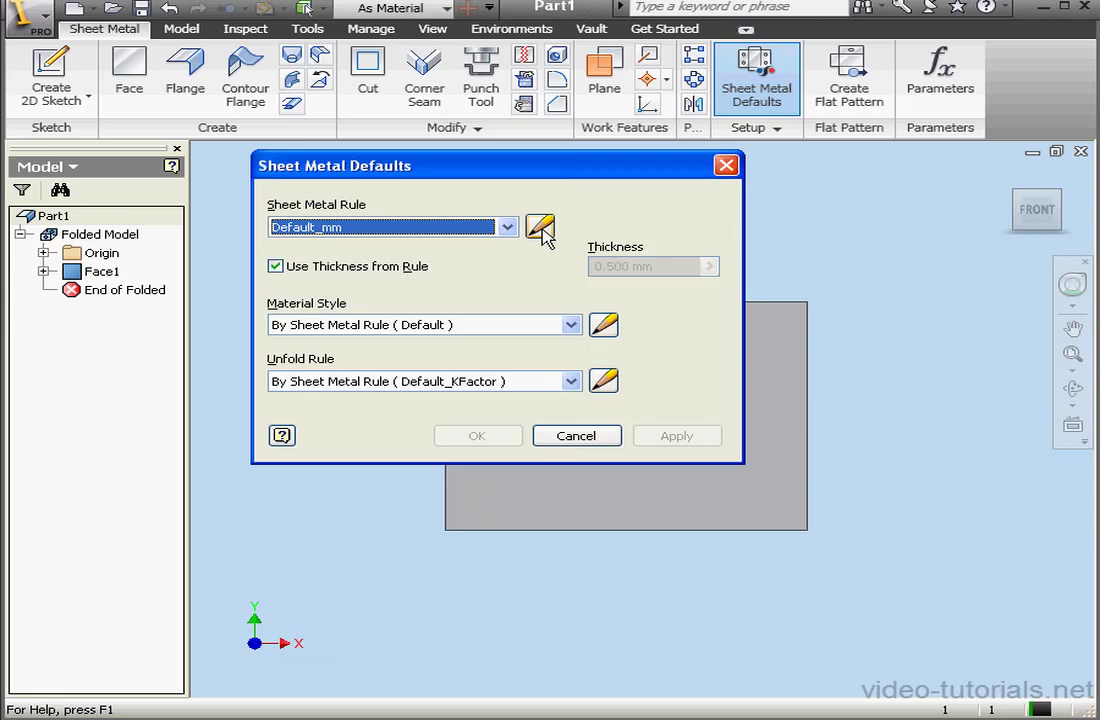 As Material
Part1
Type a keyword or phrase
PRO
Sheet Metal
Model
Inspect
Tools
Manage
View
Environments
Vault
Get Started
Create
2D Sketch
Face
Flange
Contour
Flange
Cut
Corner
Seam
Punch
Tool
Plane
Sheet Metal
Defaults
Create
Flat Pattern
fx
Parameters
Sketch
Create
Modify
Work Features
P...
Setup
Flat Pattern
Parameters
Model
Part1
Folded Model
Origin
Face1
End of Folded
Sheet Metal Defaults
Sheet Metal Rule
Default_mm
Thickness
Use Thickness from Rule
0.500 mm
Material Style
By Sheet Metal Rule ( Default )
Unfold Rule
By Sheet Metal Rule ( Default_KFactor )
OK
Cancel
Apply
FRONT
Y
X
video-tutorials.net
For Help, press F1
1
1